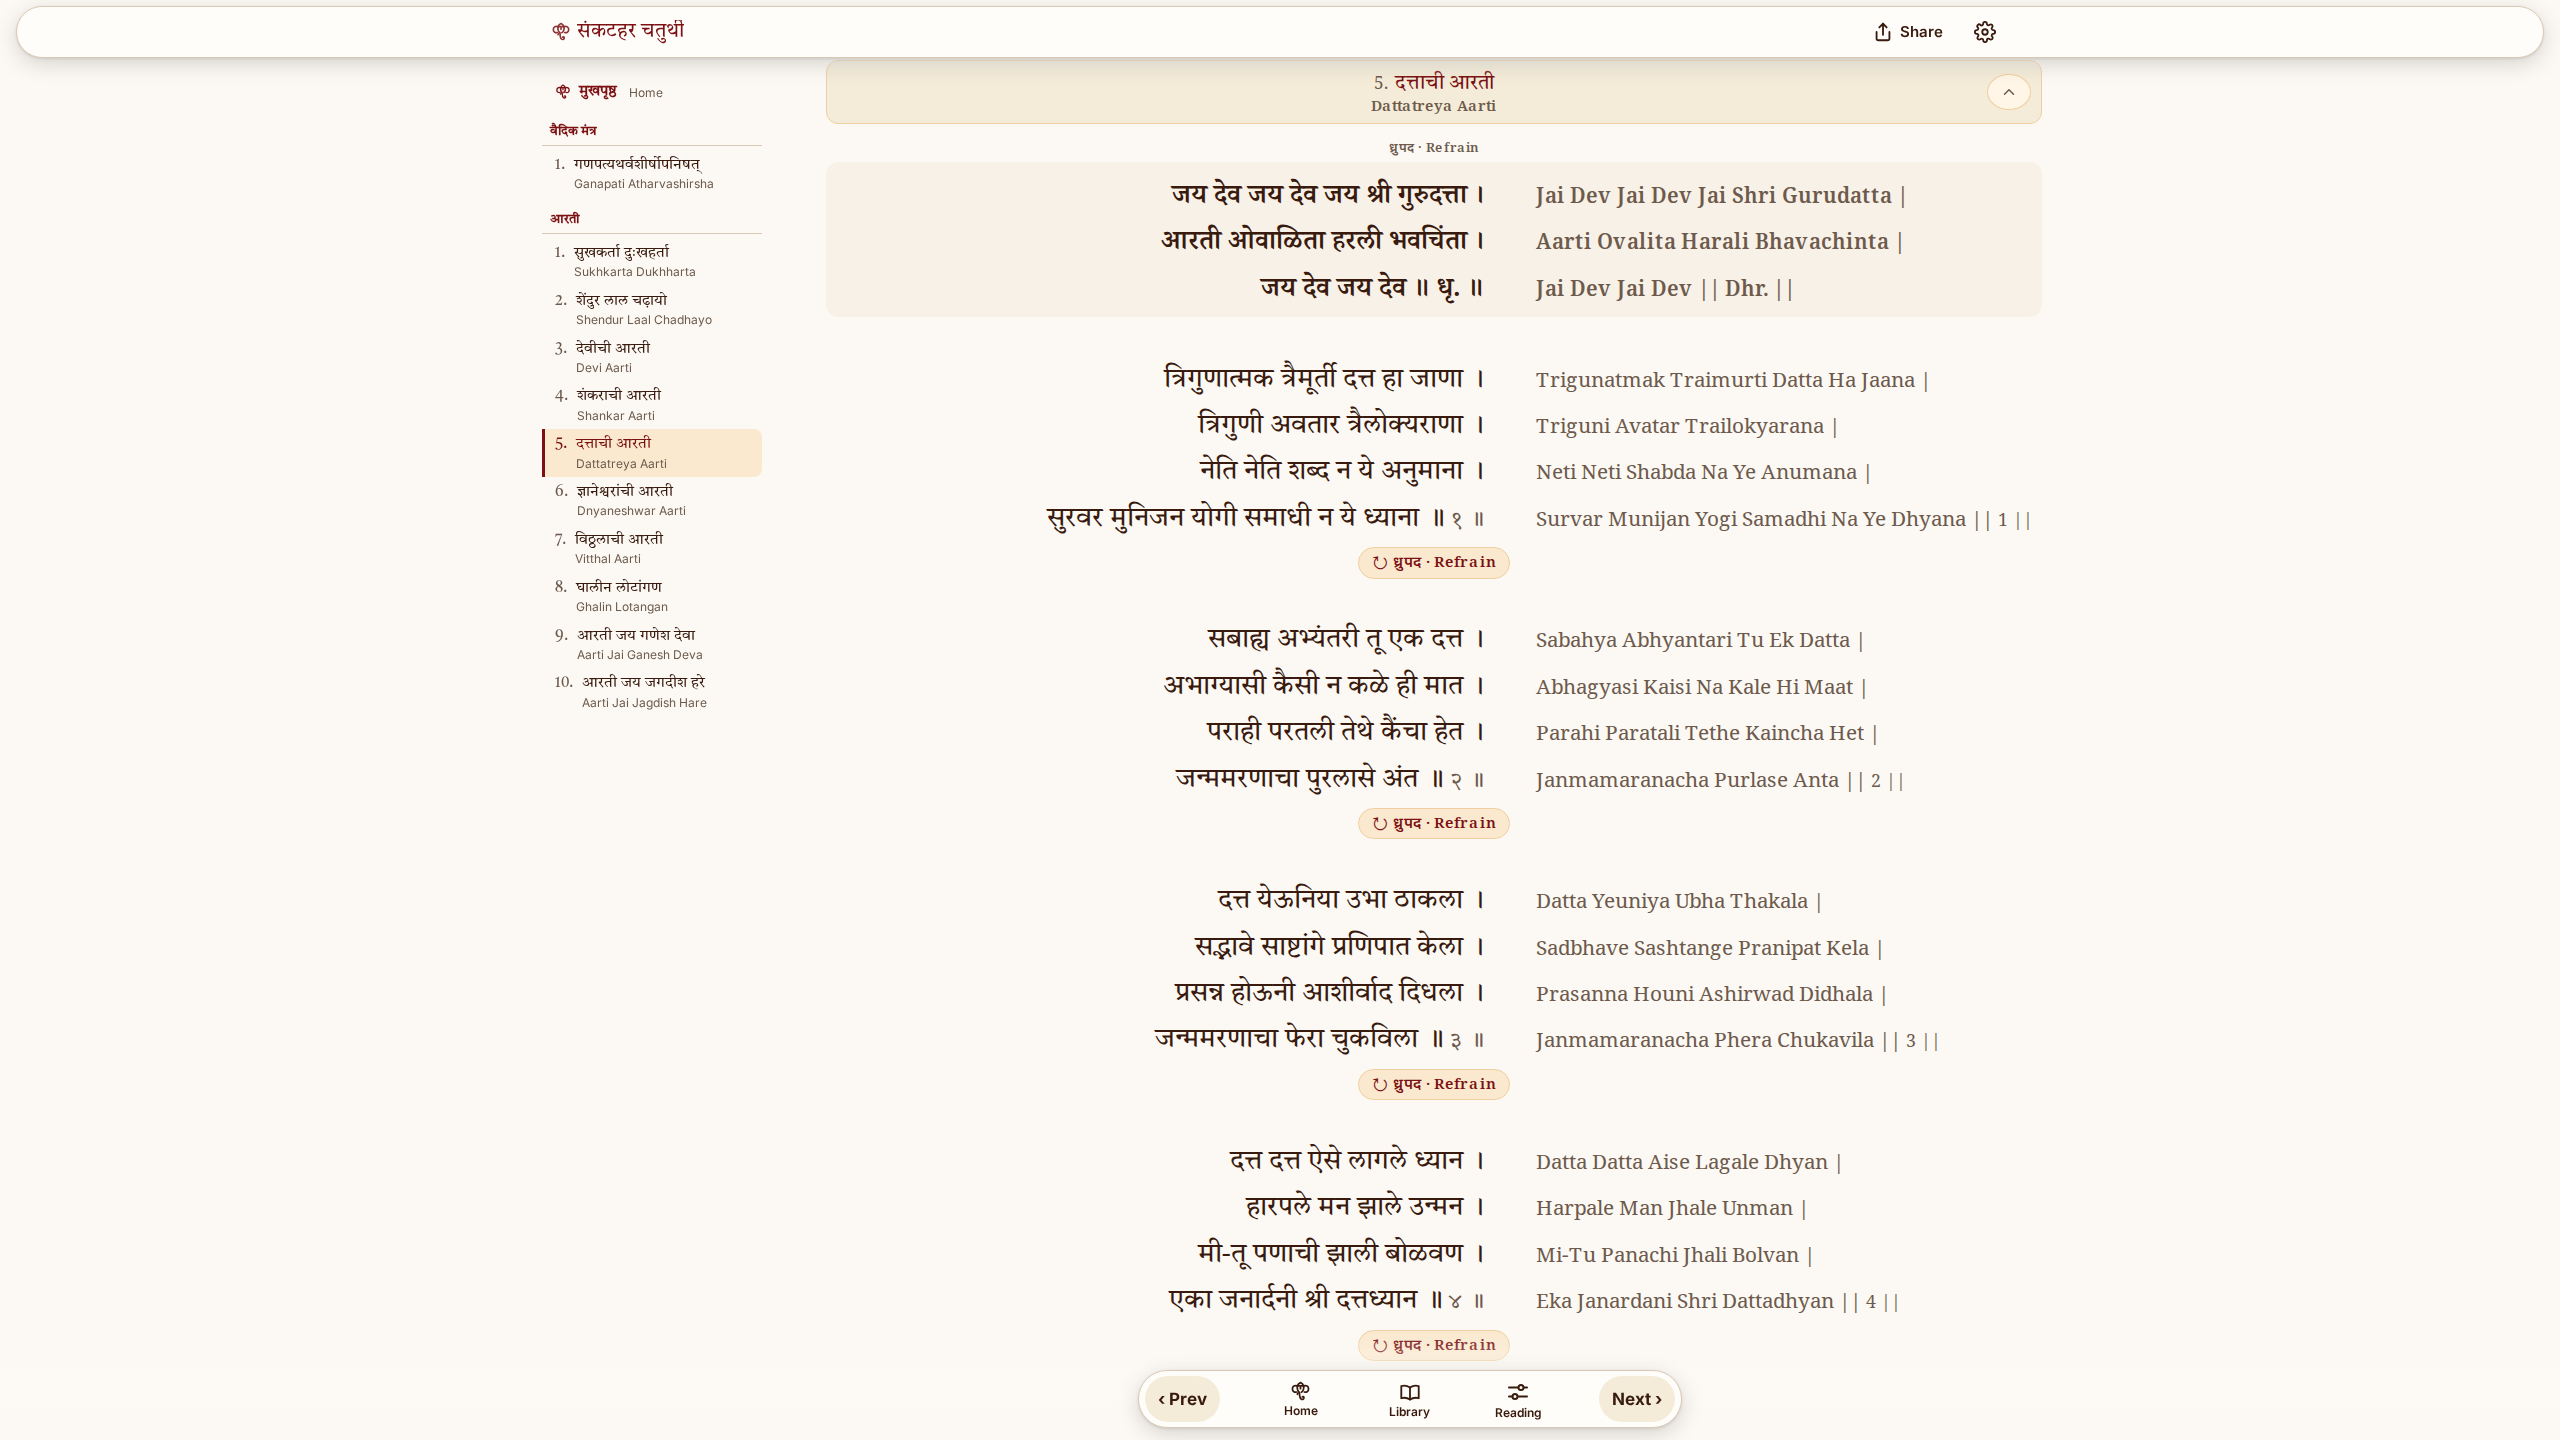 संकटहर चतुर्थी
Share
मुखपृष्ठ Home
वैदिक मंत्र
1. गणपत्यथर्वशीर्षोपनिषत्
Ganapati Atharvashirsha
आरती
1. सुखकर्ता दुःखहर्ता
Sukhkarta Dukhharta
2. शेंदुर लाल चढ़ायो
Shendur Laal Chadhayo
3. देवीची आरती
Devi Aarti
4. शंकराची आरती
Shankar Aarti
5. दत्ताची आरती
Dattatreya Aarti
6. ज्ञानेश्वरांची आरती
Dnyaneshwar Aarti
7. विठ्ठलाची आरती
Vitthal Aarti
8. घालीन लोटांगण
Ghalin Lotangan
9. आरती जय गणेश देवा
Aarti Jai Ganesh Deva
10. आरती जय जगदीश हरे
Aarti Jai Jagdish Hare
5. दत्ताची आरती
Dattatreya Aarti
ध्रुपद · Refrain
जय देव जय देव जय श्री गुरुदत्ता । Jai Dev Jai Dev Jai Shri Gurudatta |
आरती ओवाळिता हरली भवचिंता । Aarti Ovalita Harali Bhavachinta |
जय देव जय देव ॥ धृ. ॥ Jai Dev Jai Dev || Dhr. ||
त्रिगुणात्मक त्रैमूर्ती दत्त हा जाणा । Trigunatmak Traimurti Datta Ha Jaana |
त्रिगुणी अवतार त्रैलोक्यराणा । Triguni Avatar Trailokyarana |
नेति नेति शब्द न ये अनुमाना । Neti Neti Shabda Na Ye Anumana |
सुरवर मुनिजन योगी समाधी न ये ध्याना ॥ १ ॥ Survar Munijan Yogi Samadhi Na Ye Dhyana || 1 ||
ध्रुपद · Refrain
सबाह्य अभ्यंतरी तू एक दत्त । Sabahya Abhyantari Tu Ek Datta |
अभाग्यासी कैसी न कळे ही मात । Abhagyasi Kaisi Na Kale Hi Maat |
पराही परतली तेथे कैंचा हेत । Parahi Paratali Tethe Kaincha Het |
जन्ममरणाचा पुरलासे अंत ॥ २ ॥ Janmamaranacha Purlase Anta || 2 ||
ध्रुपद · Refrain
दत्त येऊनिया उभा ठाकला । Datta Yeuniya Ubha Thakala |
सद्भावे साष्टांगे प्रणिपात केला । Sadbhave Sashtange Pranipat Kela |
प्रसन्न होऊनी आशीर्वाद दिधला । Prasanna Houni Ashirwad Didhala |
जन्ममरणाचा फेरा चुकविला ॥ ३ ॥ Janmamaranacha Phera Chukavila || 3 ||
ध्रुपद · Refrain
दत्त दत्त ऐसे लागले ध्यान । Datta Datta Aise Lagale Dhyan |
हारपले मन झाले उन्मन । Harpale Man Jhale Unman |
मी-तू पणाची झाली बोळवण । Mi-Tu Panachi Jhali Bolvan |
एका जनार्दनी श्री दत्तध्यान ॥ ४ ॥ Eka Janardani Shri Dattadhyan || 4 ||
ध्रुपद · Refrain
‹ Prev Home Library Reading Next ›